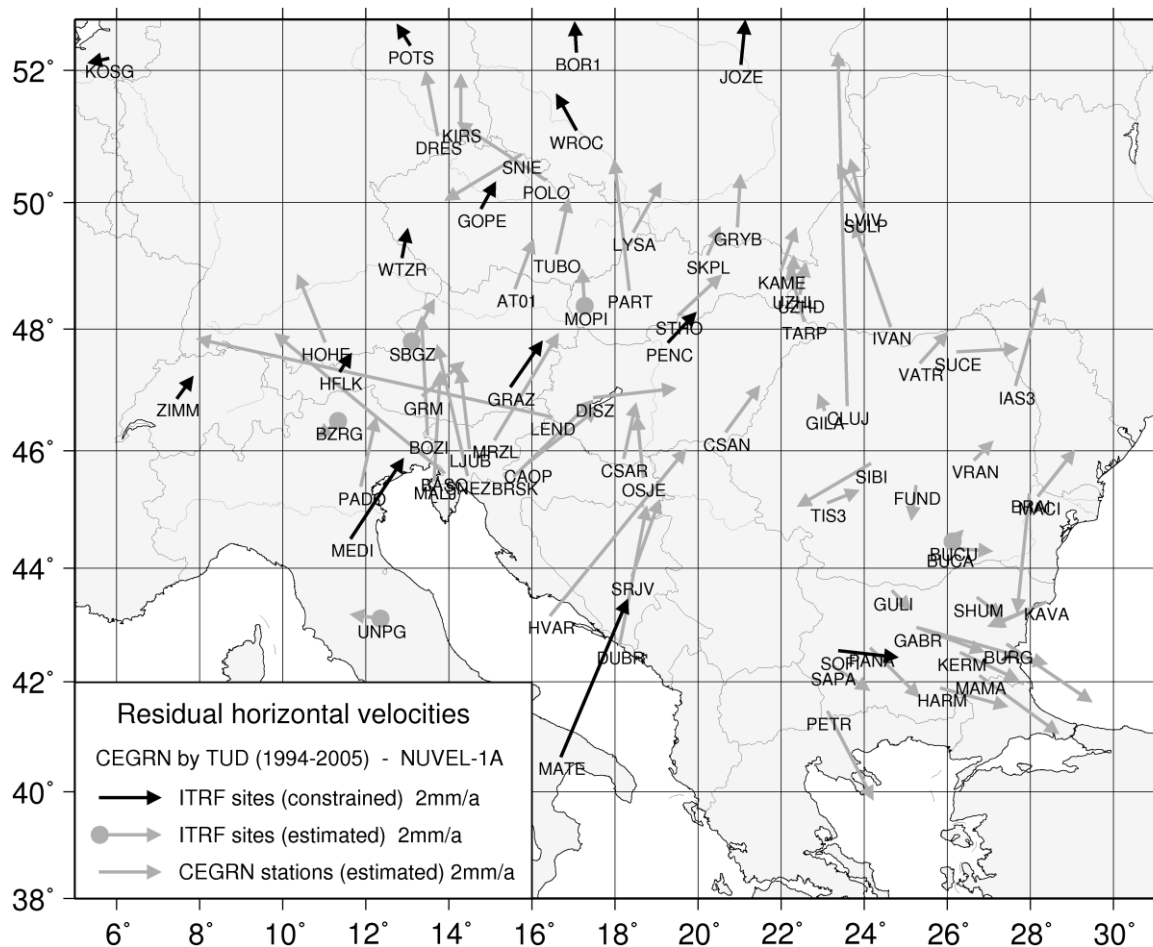 52°
50°
48°
46°
44°
42°
40°
38°
KOSG
POTS
BOR1
JOZE
DRES
KIRS
WROC
SNIE
POLO
GOPE
WTZR
TUBO
LYSA
GRYB
LVIV
SULP
SKPL
KAME
AT01
PART
MOPI
UZHL
UZHD
TARP
STHO
PENC
IVAN
HOHE
SBGZ
HFLK
VATR
SUCE
IAS3
ZIMM
GRM
GRAZ
DISZ
LEND
GILA
CLUJ
BZRG
BOZI
MRZL
LJUB
CAOP
CSAR
CSAN
VRAN
SIBI
PADO
BASO
MALJ
SNEZ
BRSK
OSJE
TIS3
FUND
BRAI
MACI
MEDI
BUCU
BUCA
SRJV
GULI
SHUM
KAVA
UNPG
HVAR
DUBR
GABR
SOFI
PANA
KERM
BURG
SAPA
HARM
MAMA
PETR
MATE
Residual horizontal velocities
CEGRN by TUD (1994-2005) - NUVEL-1A
ITRF sites (constrained) 2mm/a
ITRF sites (estimated) 2mm/a
CEGRN stations (estimated) 2mm/a
6° 8° 10° 12° 14° 16° 18° 20° 22° 24° 26° 28° 30°